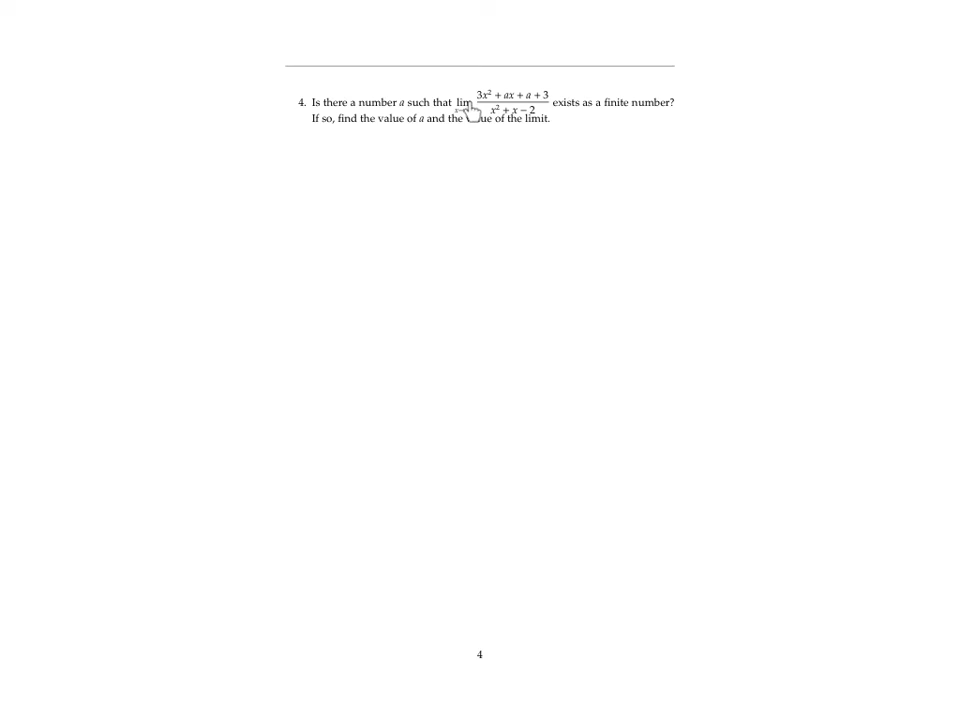 4. Is there a number a such that lim 3x² + ax + a + 3 / x² + x − 2 exists as a finite number?
If so, find the value of a and the of the limit.
4